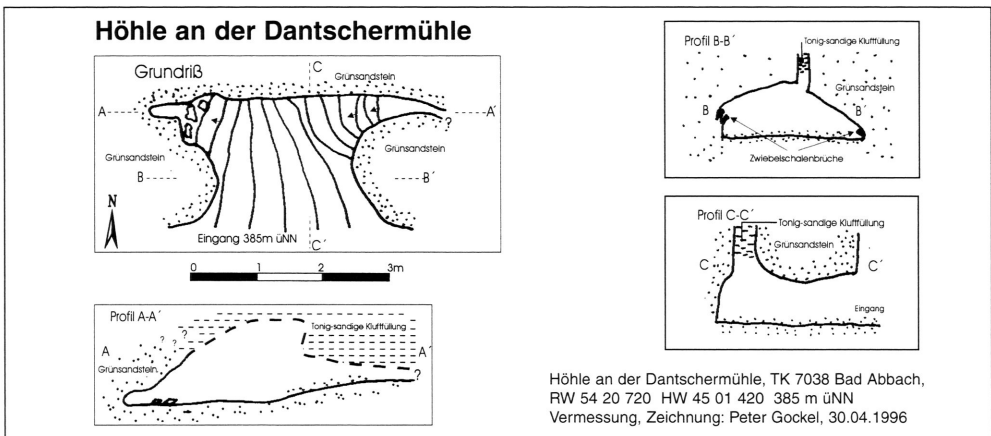 Höhle an der Dantschermühle
Grundriß
C
Grünsandstein
A
A´
?
Grünsandstein
Grünsandstein
B
B´
N
Eingang 385m üNN
C´
0 1 2 3m
Profil A-A´
? ? ?
Tonig-sandige Kluftfüllung
A
A´
Grünsandstein
?
Profil B-B´
Tonig-sandige Kluftfüllung
Grünsandstein
B
B´
Zwiebelschalenbrüche
Profil C-C´
Tonig-sandige Kluftfüllung
Grünsandstein
C
C´
Eingang
Höhle an der Dantschermühle, TK 7038 Bad Abbach,
RW 54 20 720 HW 45 01 420 385 m üNN
Vermessung, Zeichnung: Peter Gockel, 30.04.1996